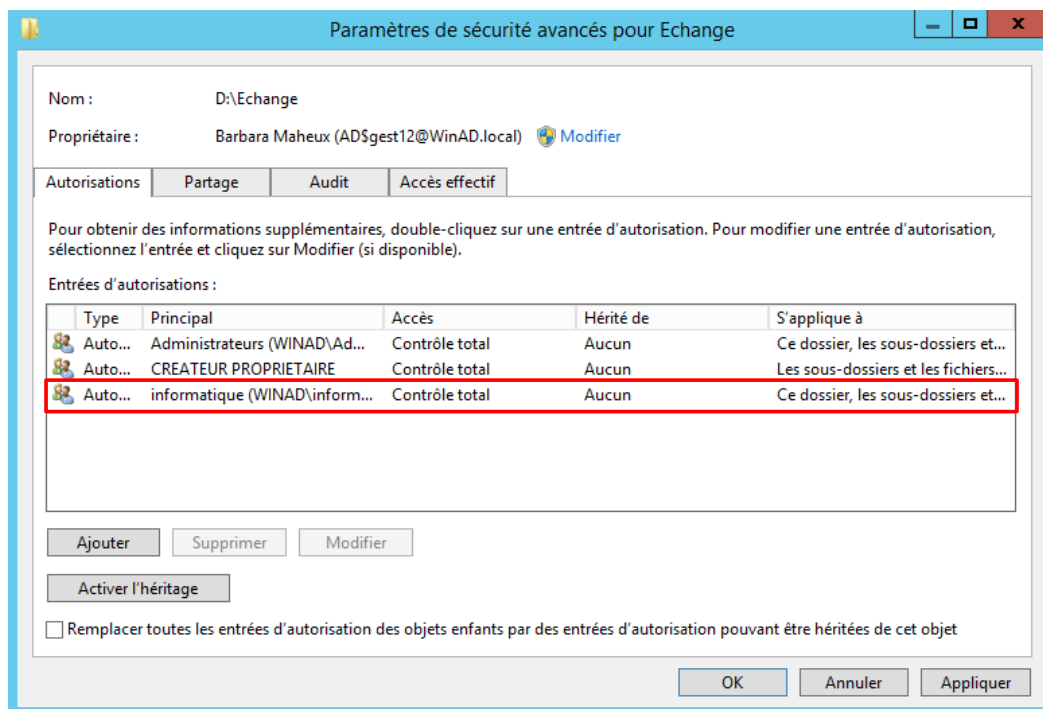 Paramètres de sécurité avancés pour Echange
Nom : D:\Echange
Propriétaire : Barbara Maheux (AD$gest12@WinAD.local) Modifier
Autorisations Partage Audit Accès effectif
Pour obtenir des informations supplémentaires, double-cliquez sur une entrée d'autorisation. Pour modifier une entrée d'autorisation,
sélectionnez l'entrée et cliquez sur Modifier (si disponible).
Entrées d'autorisations :
Type Principal Accès Hérité de S'applique à
Auto... Administrateurs (WINAD\Ad... Contrôle total Aucun Ce dossier, les sous-dossiers et...
Auto... CREATEUR PROPRIETAIRE Contrôle total Aucun Les sous-dossiers et les fichiers...
Auto... informatique (WINAD\inform... Contrôle total Aucun Ce dossier, les sous-dossiers et...
Ajouter Supprimer Modifier
Activer l'héritage
Remplacer toutes les entrées d'autorisation des objets enfants par des entrées d'autorisation pouvant être héritées de cet objet
OK Annuler Appliquer